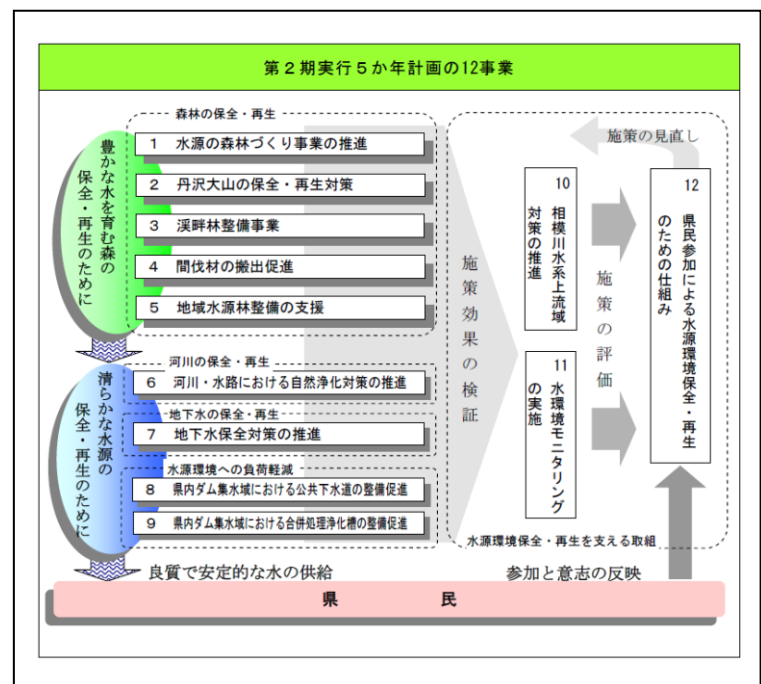 第2期実行5か年計画の12事業
豊かな水を育む森の
保全・再生のために
森林の保全・再生
1 水源の森林づくり事業の推進
2 丹沢大山の保全・再生対策
3 渓畔林整備事業
4 間伐材の搬出促進
5 地域水源林整備の支援
清らかな水源の
保全・再生のために
河川の保全・再生
6 河川・水路における自然浄化対策の推進
地下水の保全・再生
7 地下水保全対策の推進
水源環境への負荷軽減
8 県内ダム集水域における公共下水道の整備促進
9 県内ダム集水域における合併処理浄化槽の整備促進
施策効果の検証
10 相模川水系上流域
対策の推進
11 水環境モニタリング
の実施
施策の評価
施策の見直し
12 県民参加による水源環境保全・再生
のための仕組み
水源環境保全・再生を支える取組
良質で安定的な水の供給
参加と意志の反映
県 民